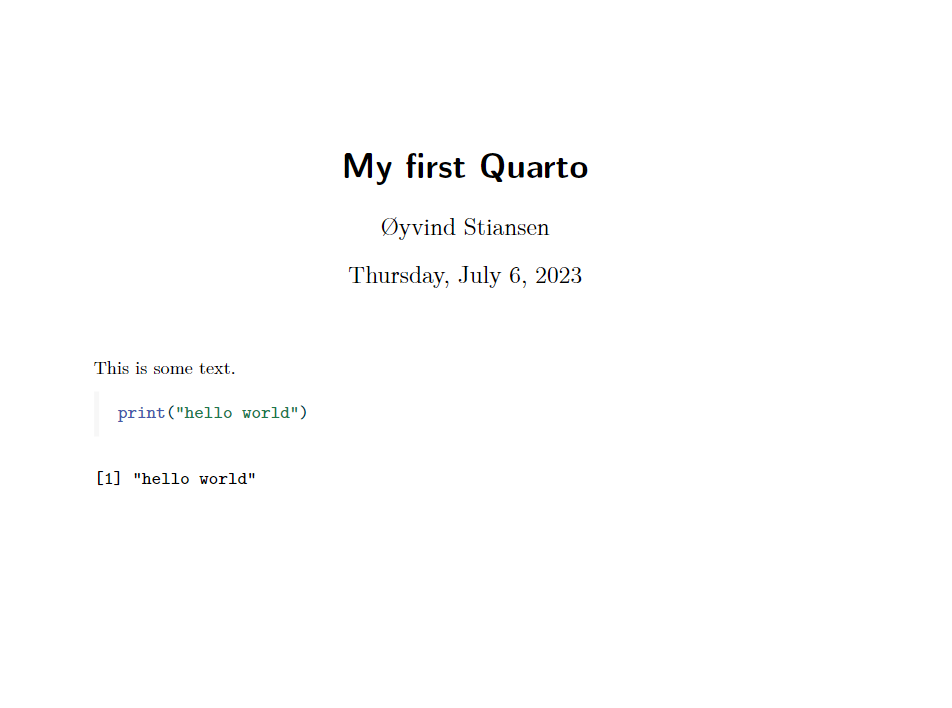 My first Quarto
Øyvind Stiansen
Thursday, July 6, 2023
This is some text.
print("hello world")
[1] "hello world"